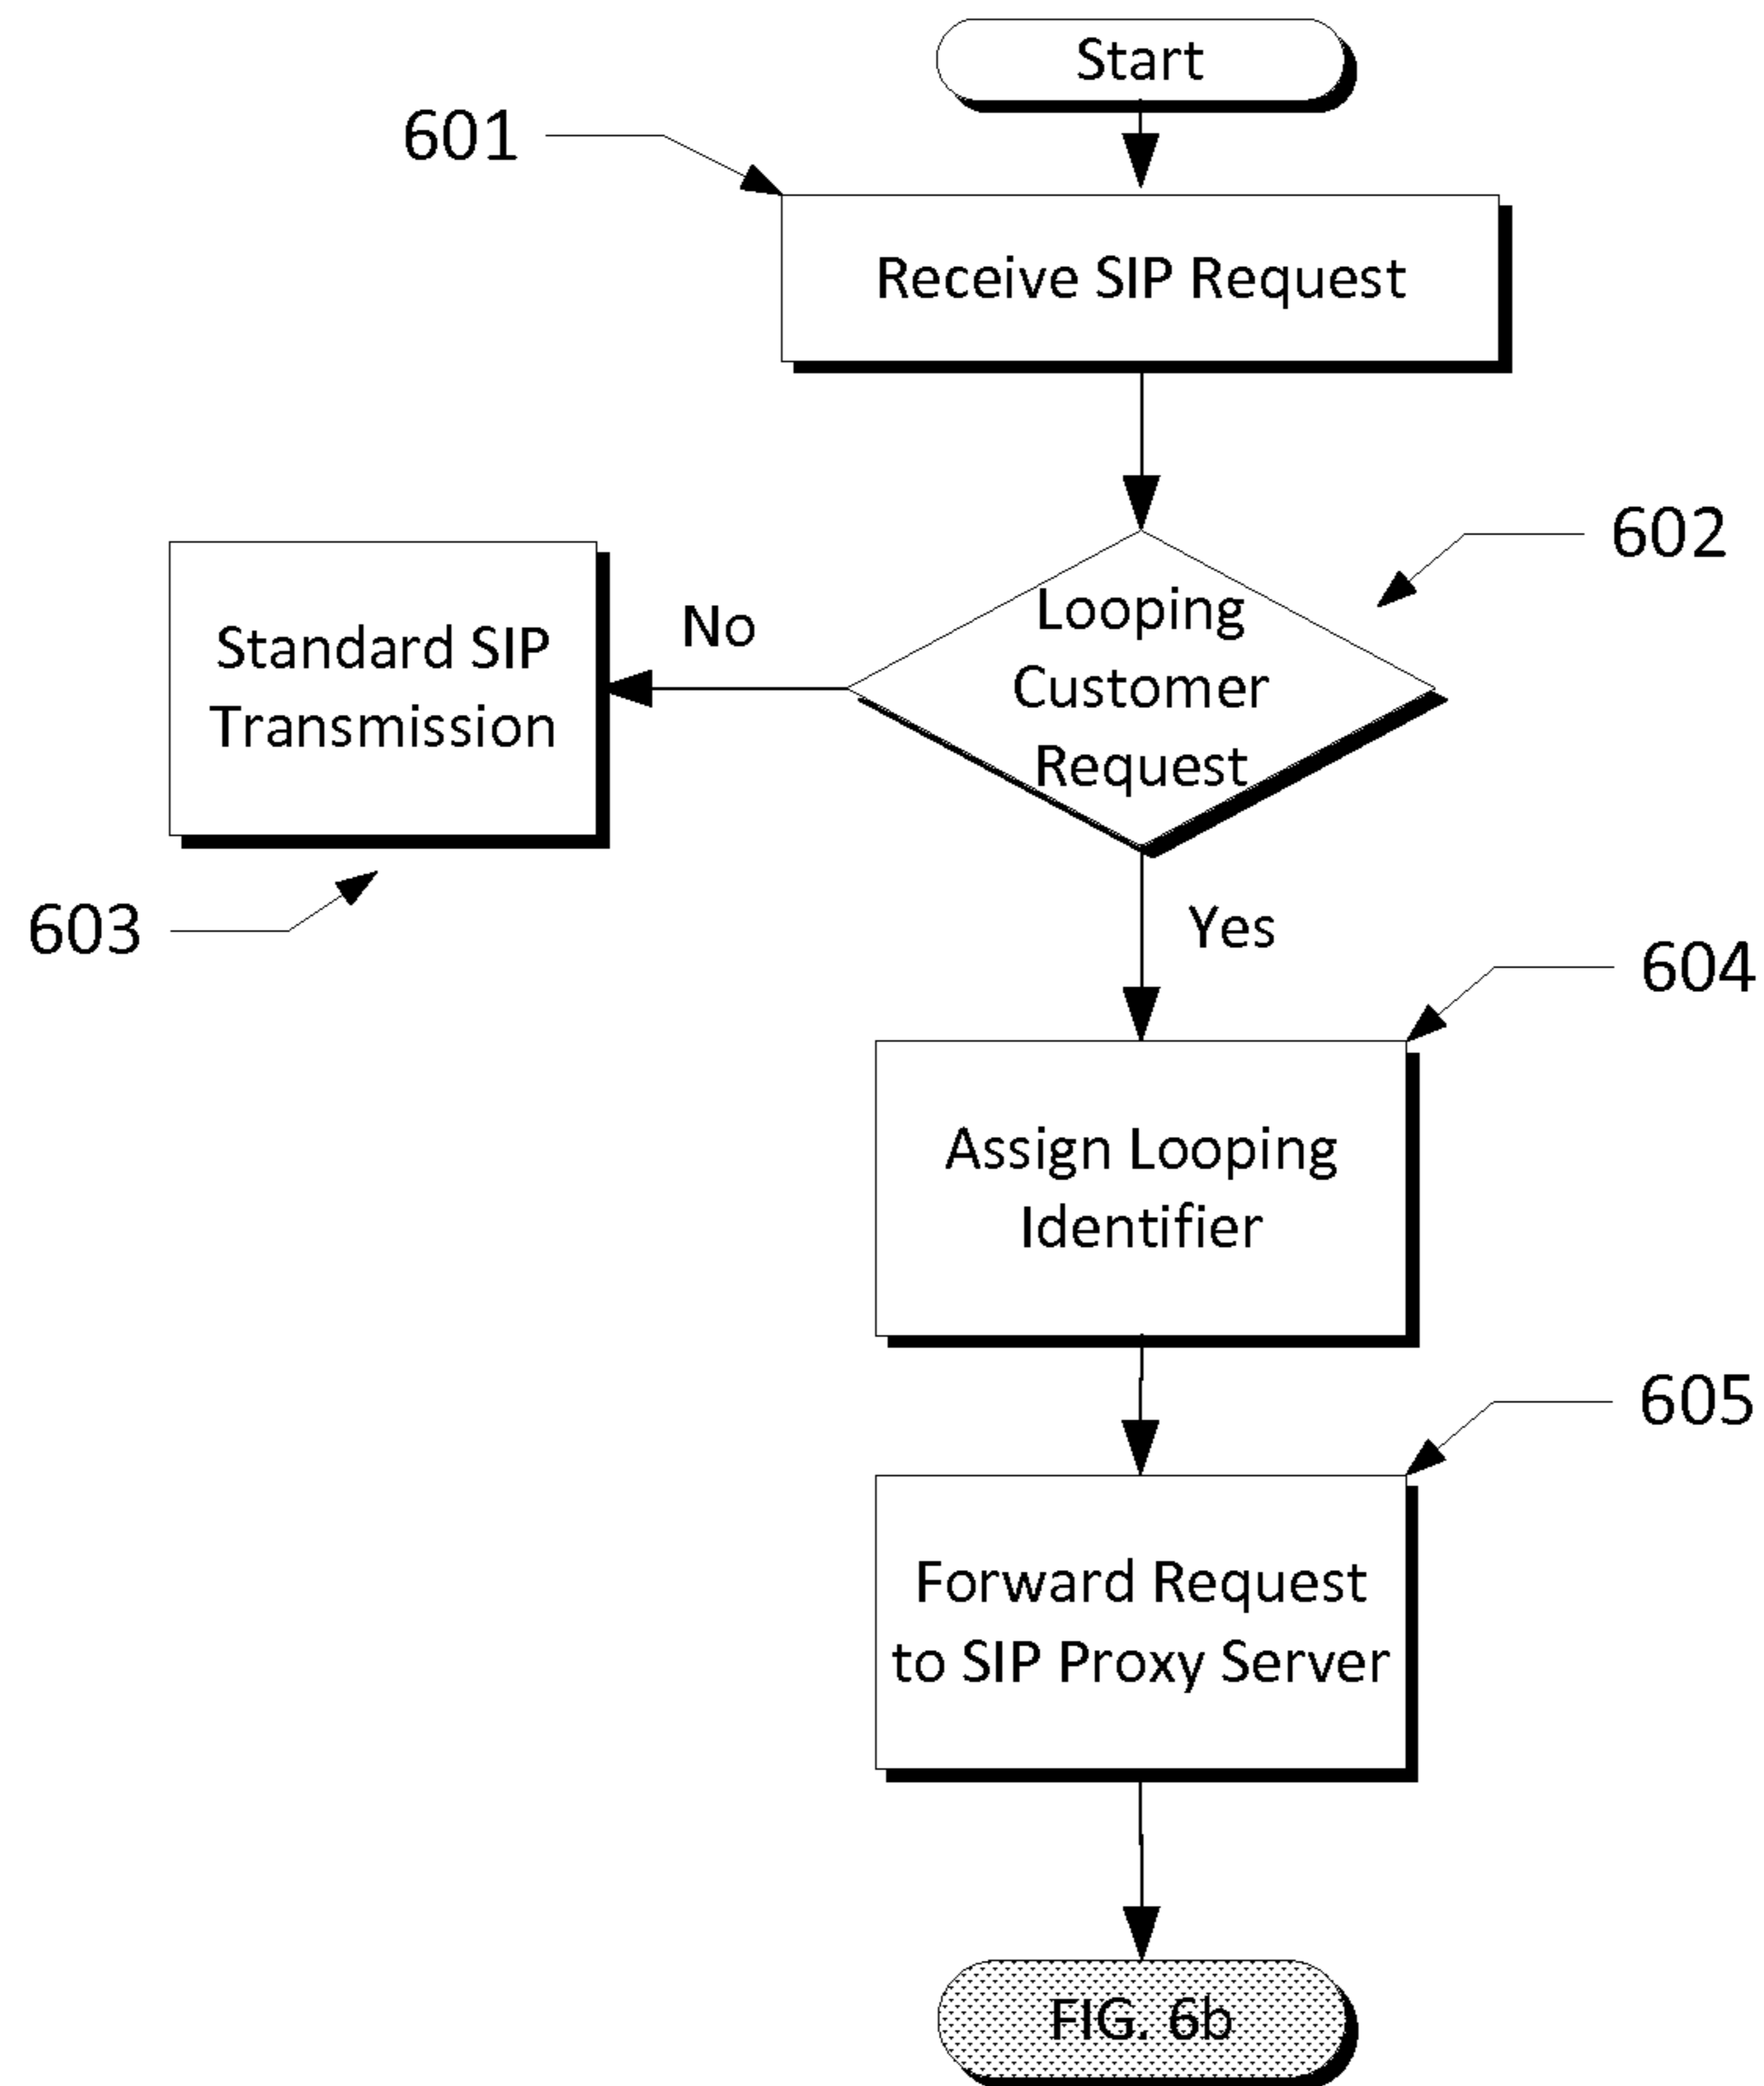 Start
601
Receive SIP Request
602
Looping
Customer
Request
No
Standard SIP
Transmission
603
Yes
604
Assign Looping
Identifier
605
Forward Request
to SIP Proxy Server
FIG. 6b